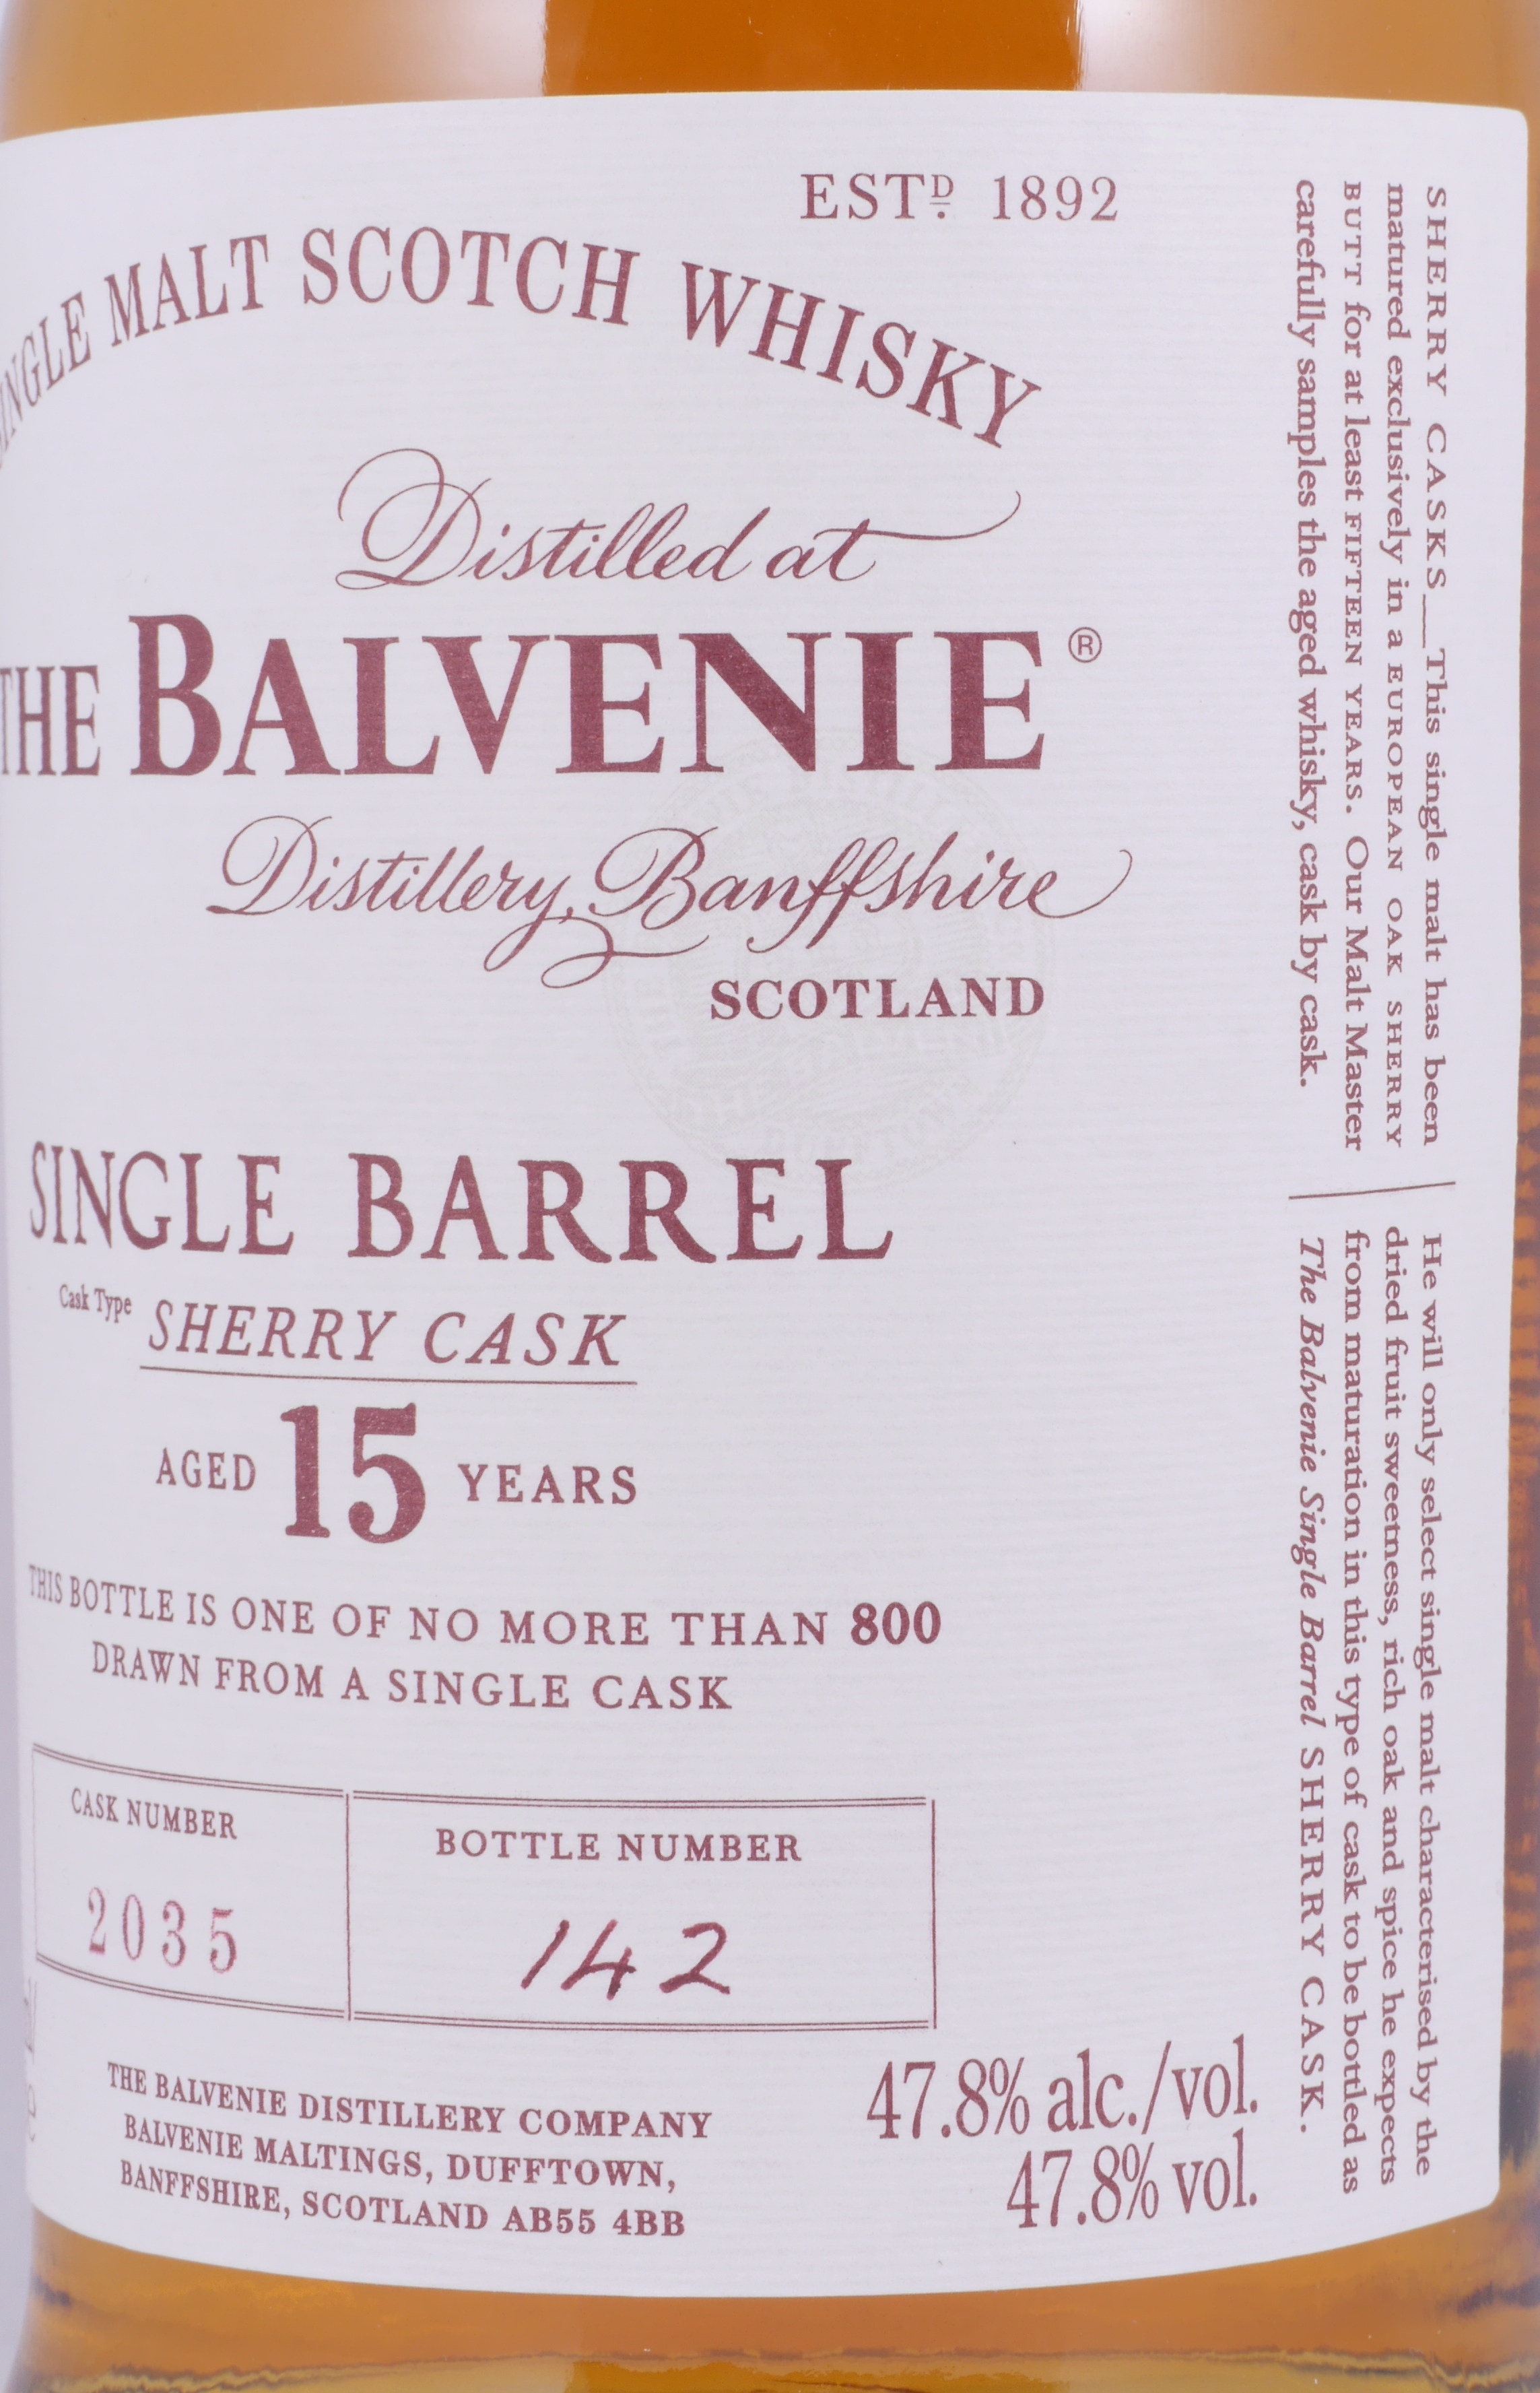 ESTD. 1892
SINGLE MALT SCOTCH WHISKY
Distilled at
THE BALVENIE®
Distillery, Banffshire
SCOTLAND
SINGLE BARREL
Cask Type SHERRY CASK
AGED 15 YEARS
THIS BOTTLE IS ONE OF NO MORE THAN 800
DRAWN FROM A SINGLE CASK
CASK NUMBER
2035
BOTTLE NUMBER
142
THE BALVENIE DISTILLERY COMPANY
BALVENIE MALTINGS, DUFFTOWN,
BANFFSHIRE, SCOTLAND AB55 4BB
47.8% alc./vol.
47.8% vol.
SHERRY CASKS__This single malt has been
matured exclusively in a EUROPEAN OAK SHERRY
BUTT for at least FIFTEEN YEARS. Our Malt Master
carefully samples the aged whisky, cask by cask.
He will only select single malt characterised by the
dried fruit sweetness, rich oak and spice he expects
from maturation in this type of cask to be bottled as
The Balvenie Single Barrel SHERRY CASK.